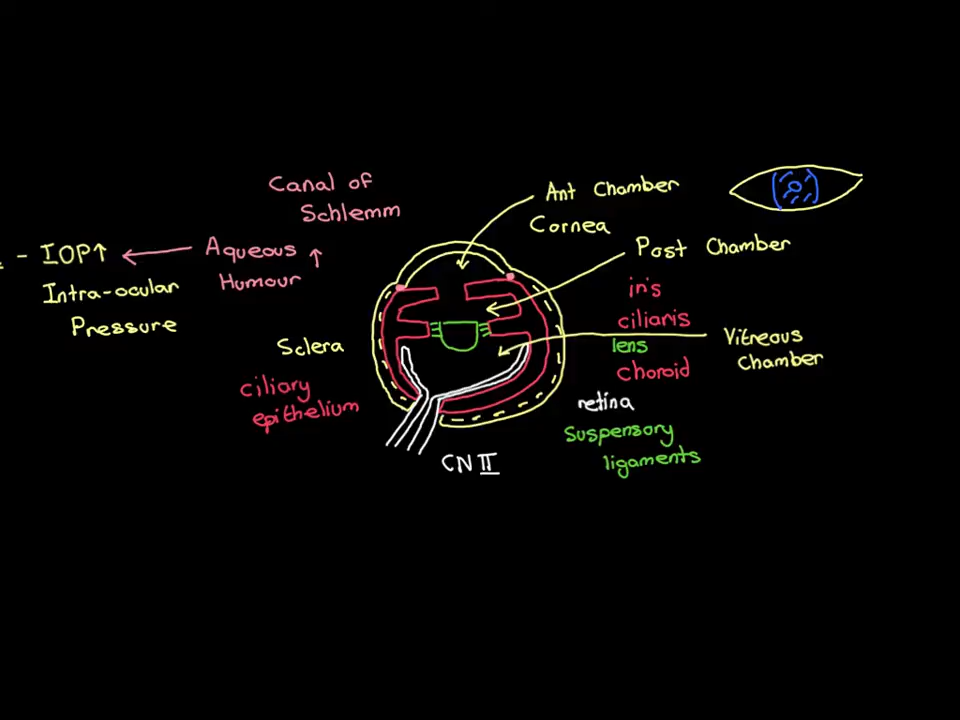 Canal of
Schlemm
Ant Chamber
Cornea
- IOP↑
Aqueous ↑
Humour
Post Chamber
Intra-ocular
Pressure
iris
ciliaris
Sclera
lens
Vitreous
Chamber
choroid
ciliary
epithelium
retina
suspensory
ligaments
CN II